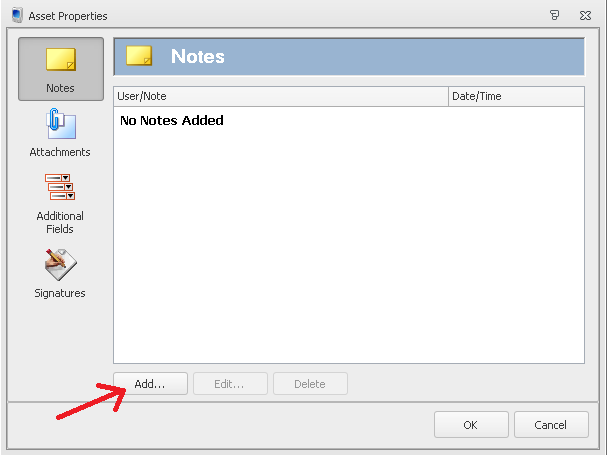 Asset Properties
Notes
Notes
User/Note
Date/Time
No Notes Added
Attachments
Additional
Fields
Signatures
Add...
Edit...
Delete
OK
Cancel